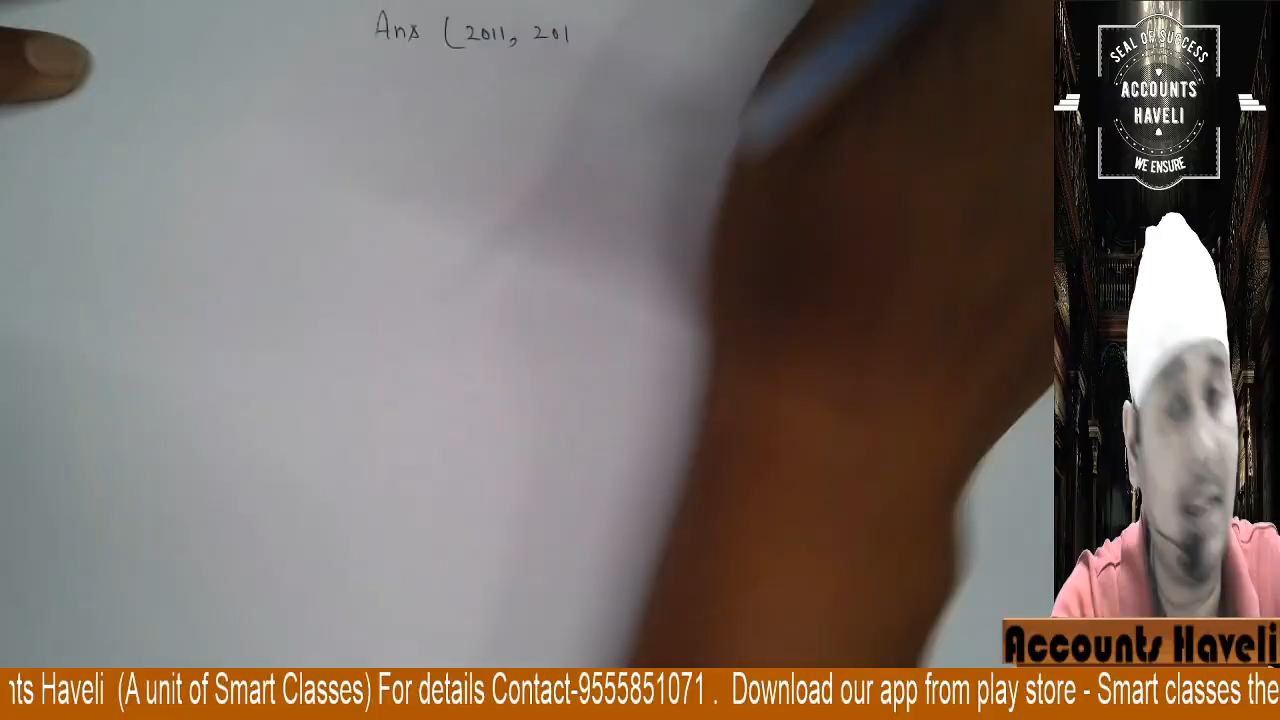 Ans (2011, 201
SEAL OF SUCCESS
ACCOUNTS
HAVELI
WE ENSURE
Accounts Haveli
nts Haveli (A unit of Smart Classes) For details Contact-9555851071 . Download our app from play store - Smart classes the